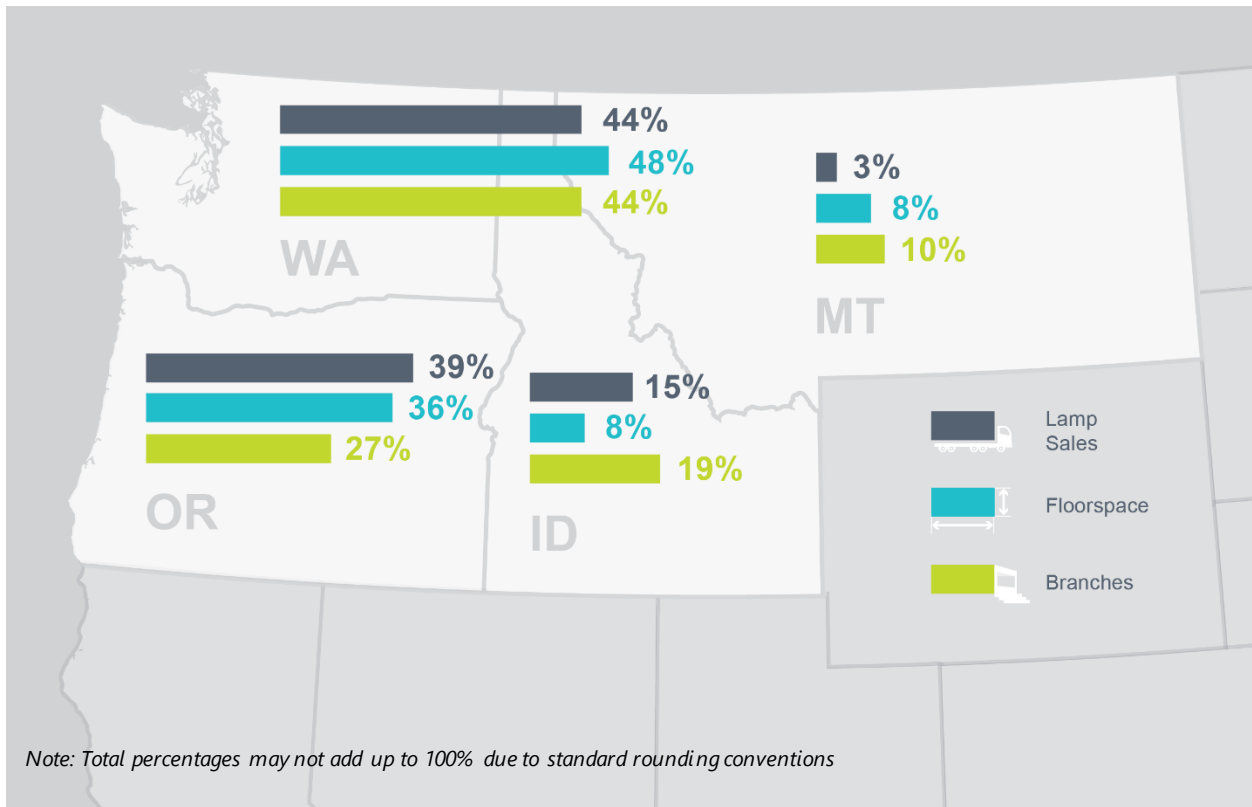 44%
48%
44%
WA
3%
8%
10%
MT
39%
36%
27%
OR
15%
8%
19%
ID
Lamp
Sales
Floorspace
Branches
Note: Total percentages may not add up to 100% due to standard rounding conventions